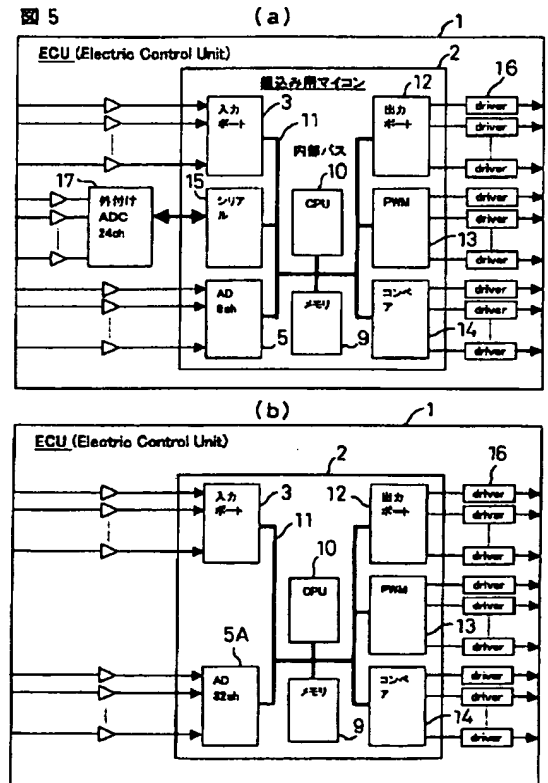 図5
(a)
1
ECU (Electric Control Unit)
2
組込み用マイコン
3
12
16
入力
ポート
11
内部バス
出力
ポート
driver
driver
driver
17
外付け
ADC
24ch
15
シリア
ル
10
CPU
PWM
13
driver
driver
driver
AD
8ch
5
メモリ
9
コンペ
ア
14
driver
driver
driver
(b)
1
ECU (Electric Control Unit)
2
3
12
16
入力
ポート
11
出力
ポート
driver
driver
driver
10
CPU
PWM
13
driver
driver
driver
5A
AD
32ch
メモリ
9
コンペ
ア
14
driver
driver
driver